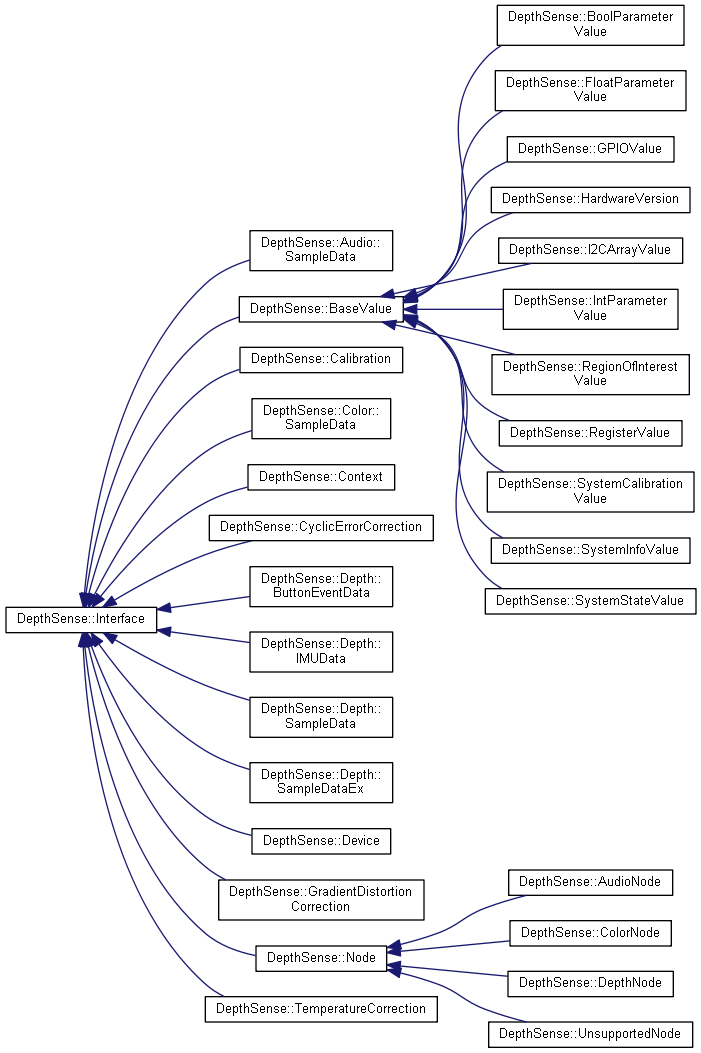 DepthSense::BoolParameter
Value
DepthSense::FloatParameter
Value
DepthSense::GPIOValue
DepthSense::HardwareVersion
DepthSense::Audio::
SampleData
DepthSense::I2CArrayValue
DepthSense::BaseValue
DepthSense::IntParameter
Value
DepthSense::Calibration
DepthSense::RegionOfInterest
Value
DepthSense::Color::
SampleData
DepthSense::RegisterValue
DepthSense::Context
DepthSense::SystemCalibration
Value
DepthSense::CyclicErrorCorrection
DepthSense::SystemInfoValue
DepthSense::Depth::
ButtonEventData
DepthSense::SystemStateValue
DepthSense::Interface
DepthSense::Depth::
IMUData
DepthSense::Depth::
SampleData
DepthSense::Depth::
SampleDataEx
DepthSense::Device
DepthSense::GradientDistortion
Correction
DepthSense::AudioNode
DepthSense::ColorNode
DepthSense::Node
DepthSense::DepthNode
DepthSense::TemperatureCorrection
DepthSense::UnsupportedNode